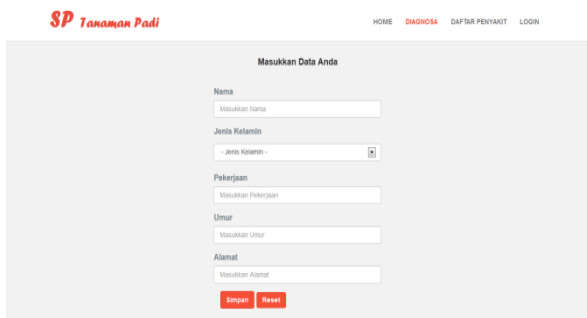 SP Tanaman Padi
HOME DIAGNOSA DAFTAR PENYAKIT LOGIN
Masukkan Data Anda
Nama
Masukkan Nama
Jenis Kelamin
- Jenis Kelamin -
Pekerjaan
Masukkan Pekerjaan
Umur
Masukkan Umur
Alamat
Masukkan Alamat
Simpan Reset